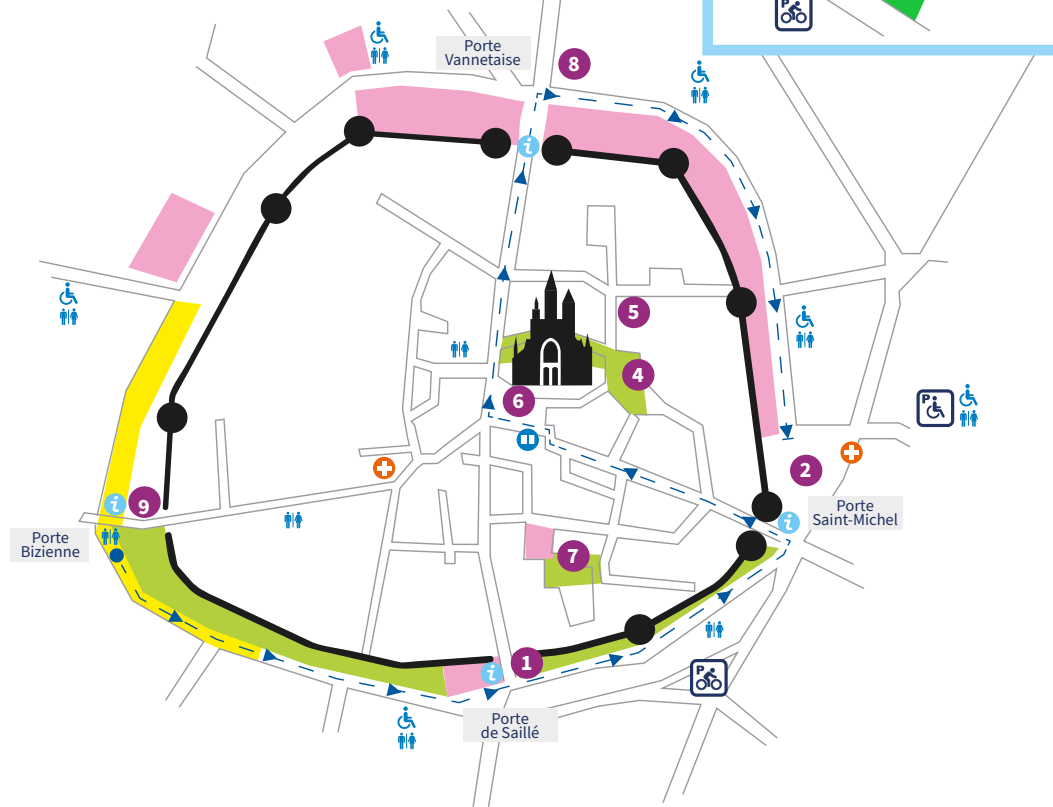 P
Porte
Vannetaise
8
i
5
4
6
P
2
9
i
Porte
Saint-Michel
i
Porte
Bizienne
7
1
i
P
Porte
de Saillé